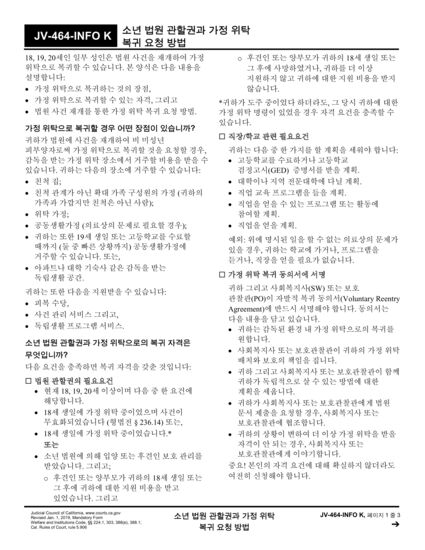 JV-464-INFO K
소년 법원 관할권과 가정 위탁
복귀 요청 방법
18, 19, 20세인 일부 성인은 법원 사건을 재개하여 가정
위탁으로 복귀할 수 있습니다. 본 양식은 다음 내용을
설명합니다:
• 가정 위탁으로 복귀하는 것의 장점,
• 가정 위탁으로 복귀할 수 있는 자격, 그리고
• 법원 사건 재개를 통한 가정 위탁 복귀 요청 방법.
가정 위탁으로 복귀할 경우 어떤 장점이 있습니까?
귀하가 법원에 사건을 재개하여 비 미성년
피부양자로써 가정 위탁으로 복귀할 것을 요청할 경우,
감독을 받는 가정 위탁 장소에서 거주할 비용을 받을 수
있습니다. 귀하는 다음의 장소에 거주할 수 있습니다:
• 친척 집;
• 친척 관계가 아닌 확대 가족 구성원의 가정 (귀하의
가족과 가깝지만 친척은 아닌 사람);
• 위탁 가정;
• 공동생활가정 (의료상의 문제로 필요할 경우);
• 귀하는 또한 19세 생일 또는 고등학교를 수료할
때까지 (둘 중 빠른 상황까지) 공동생활가정에
거주할 수 있습니다. 또는,
• 아파트나 대학 기숙사 같은 감독을 받는
독립생활 공간.
귀하는 또한 다음을 지원받을 수 있습니다:
• 피복 수당,
• 사건 관리 서비스 그리고,
• 독립생활 프로그램 서비스.
소년 법원 관할권과 가정 위탁으로의 복귀 자격은
무엇입니까?
다음 요건을 충족하면 복귀 자격을 갖춘 것입니다:
☐ 법원 관할권의 필요요건
• 현재 18, 19, 20세 이상이며 다음 중 한 요건에
해당합니다.
• 18세 생일에 가정 위탁 중이었으며 사건이
무효화되었습니다 (형법전 § 236.14) 또는,
• 18세 생일에 가정 위탁 중이었습니다.*
또는
• 소년 법원에 의해 입양 또는 후견인 보호 관리를
받았습니다. 그리고;
○ 후견인 또는 양부모가 귀하의 18세 생일 또는
그 후에 귀하에 대한 지원 비용을 받고
있었습니다. 그리고
○ 후견인 또는 양부모가 귀하의 18세 생일 또는
그 후에 사망하였거나, 귀하를 더 이상
지원하지 않고 귀하에 대한 지원 비용을 받지
않습니다.
*귀하가 도주 중이었다 하더라도, 그 당시 귀하에 대한
가정 위탁 명령이 있었을 경우 자격 요건을 충족할 수
있습니다.
☐ 직장/학교 관련 필요요건
귀하는 다음 중 한 가지를 할 계획을 세워야 합니다:
• 고등학교를 수료하거나 고등학교
검정고시(GED) 증명서를 받을 계획.
• 대학이나 지역 전문대학에 다닐 계획.
• 직업 교육 프로그램을 들을 계획.
• 직업을 얻을 수 있는 프로그램 또는 활동에
참여할 계획.
• 직업을 얻을 계획.
예외: 위에 명시된 일을 할 수 없는 의료상의 문제가
있을 경우, 귀하는 학교에 가거나, 프로그램을
듣거나, 직장을 얻을 필요가 없습니다.
☐ 가정 위탁 복귀 동의서에 서명
귀하 그리고 사회복지사(SW) 또는 보호
관찰관(PO)이 자발적 복귀 동의서(Voluntary Reentry
Agreement)에 반드시 서명해야 합니다. 동의서는
다음 내용을 담고 있습니다.
• 귀하는 감독된 환경 내 가정 위탁으로의 복귀를
원합니다.
• 사회복지사 또는 보호관찰관이 귀하의 가정 위탁
배치와 보호의 책임을 집니다.
• 귀하 그리고 사회복지사 또는 보호관찰관이 함께
귀하가 독립적으로 살 수 있는 방법에 대한
계획을 세웁니다.
• 귀하가 사회복지사 또는 보호관찰관에게 법원
문서 제출을 요청할 경우, 사회복지사 또는
보호관찰관에 협조합니다.
• 귀하의 상황이 변하여 더 이상 가정 위탁을 받을
자격이 안 되는 경우, 사회복지사 또는
보호관찰관에게 이야기합니다.
중요! 본인의 자격 요건에 대해 확실하지 않더라도
여전히 신청해야 합니다.
Judicial Council of California, www.courts.ca.gov
Revised Jan. 1, 2019, Mandatory Form
Welfare and Institutions Code, §§ 224.1, 303, 388(e), 388.1;
Cal. Rules of Court, rule 5.906
소년 법원 관할권과 가정 위탁
복귀 요청 방법
JV-464-INFO K, 페이지 1 총 3
➔